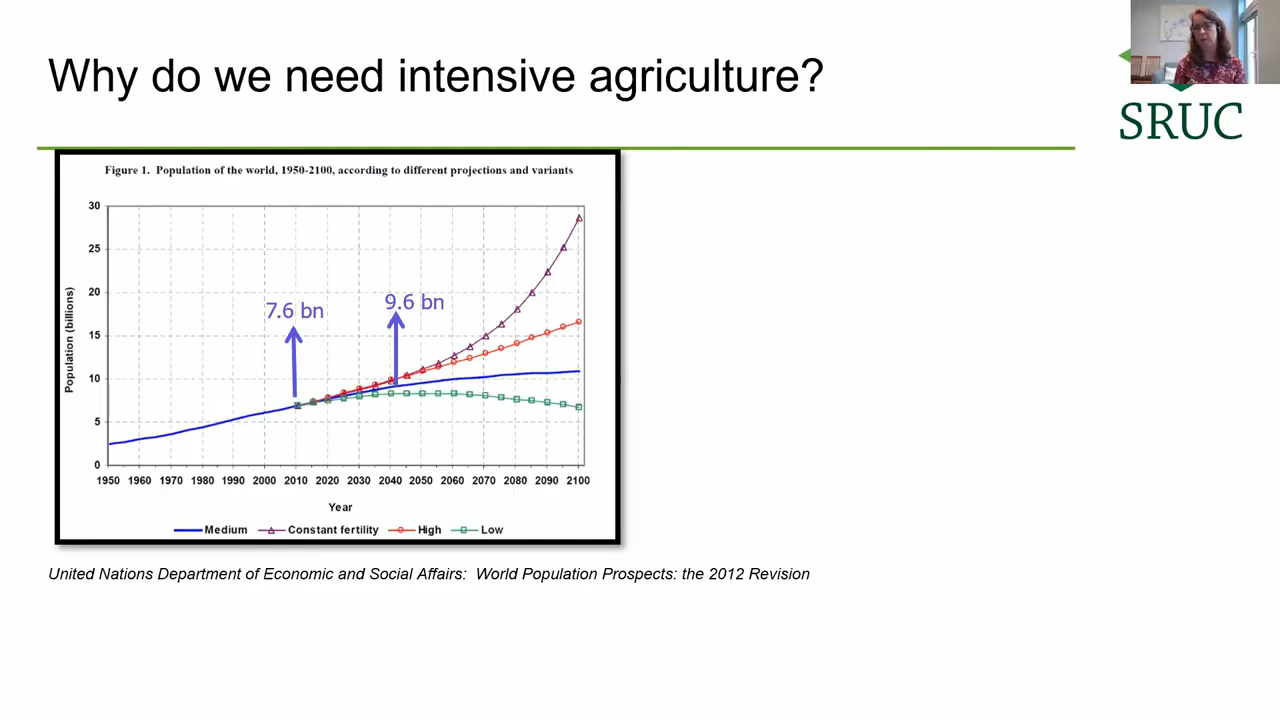 Why do we need intensive agriculture?
SRUC
Figure 1. Population of the world, 1950-2100, according to different projections and variants
30
25
20
15
10
5
0
Population (billions)
7.6 bn
9.6 bn
1950 1960 1970 1980 1990 2000 2010 2020 2030 2040 2050 2060 2070 2080 2090 2100
Year
Medium Constant fertility High Low
United Nations Department of Economic and Social Affairs: World Population Prospects: the 2012 Revision